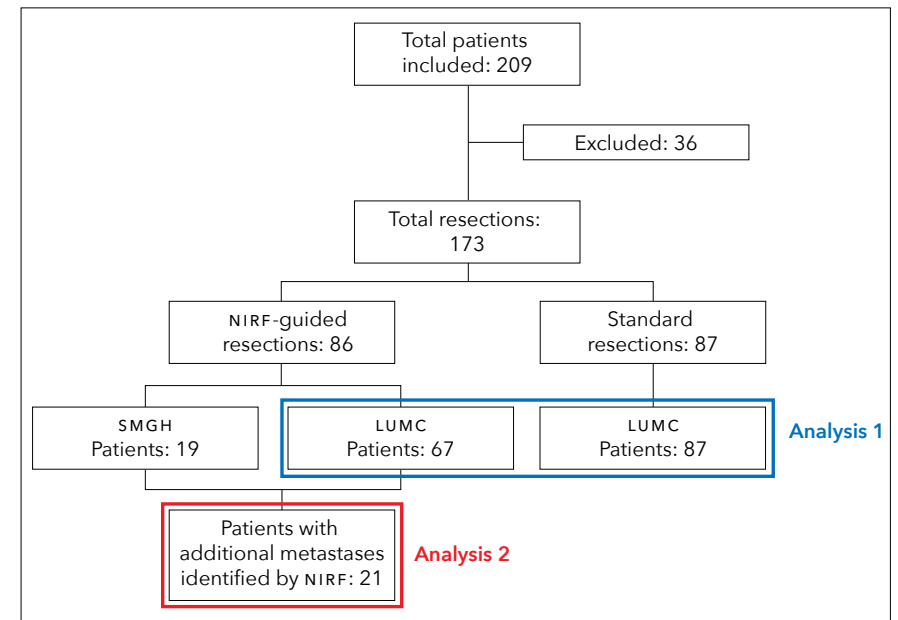 Total patients
included: 209
Excluded: 36
Total resections:
173
NIRF-guided
resections: 86
Standard
resections: 87
SMGH
Patients: 19
LUMC
Patients: 67
LUMC
Patients: 87
Analysis 1
Patients with
additional metastases
identified by NIRF: 21
Analysis 2